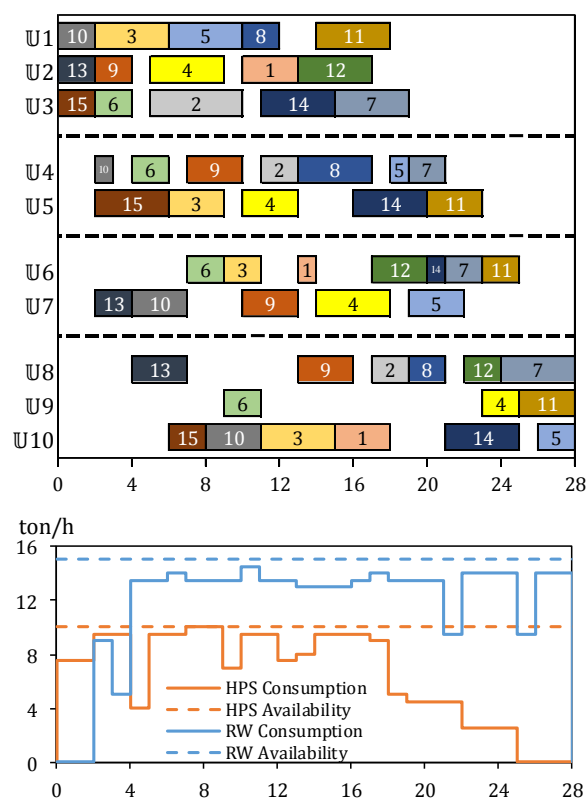 𝕌1 10 3 5 8 11
𝕌2 13 9 4 1 12
𝕌3 15 6 2 14 7
𝕌4 10 6 9 2 8 5 7
𝕌5 15 3 4 14 11
𝕌6 6 3 1 12 14 7 11
𝕌7 13 10 9 4 5
𝕌8 13 9 2 8 12 7
𝕌9 6 4 11
𝕌10 15 10 3 1 14 5
0 4 8 12 16 20 24 28
ton/h
16
12
8
4
0
HPS Consumption
HPS Availability
RW Consumption
RW Availability
0 4 8 12 16 20 24 28